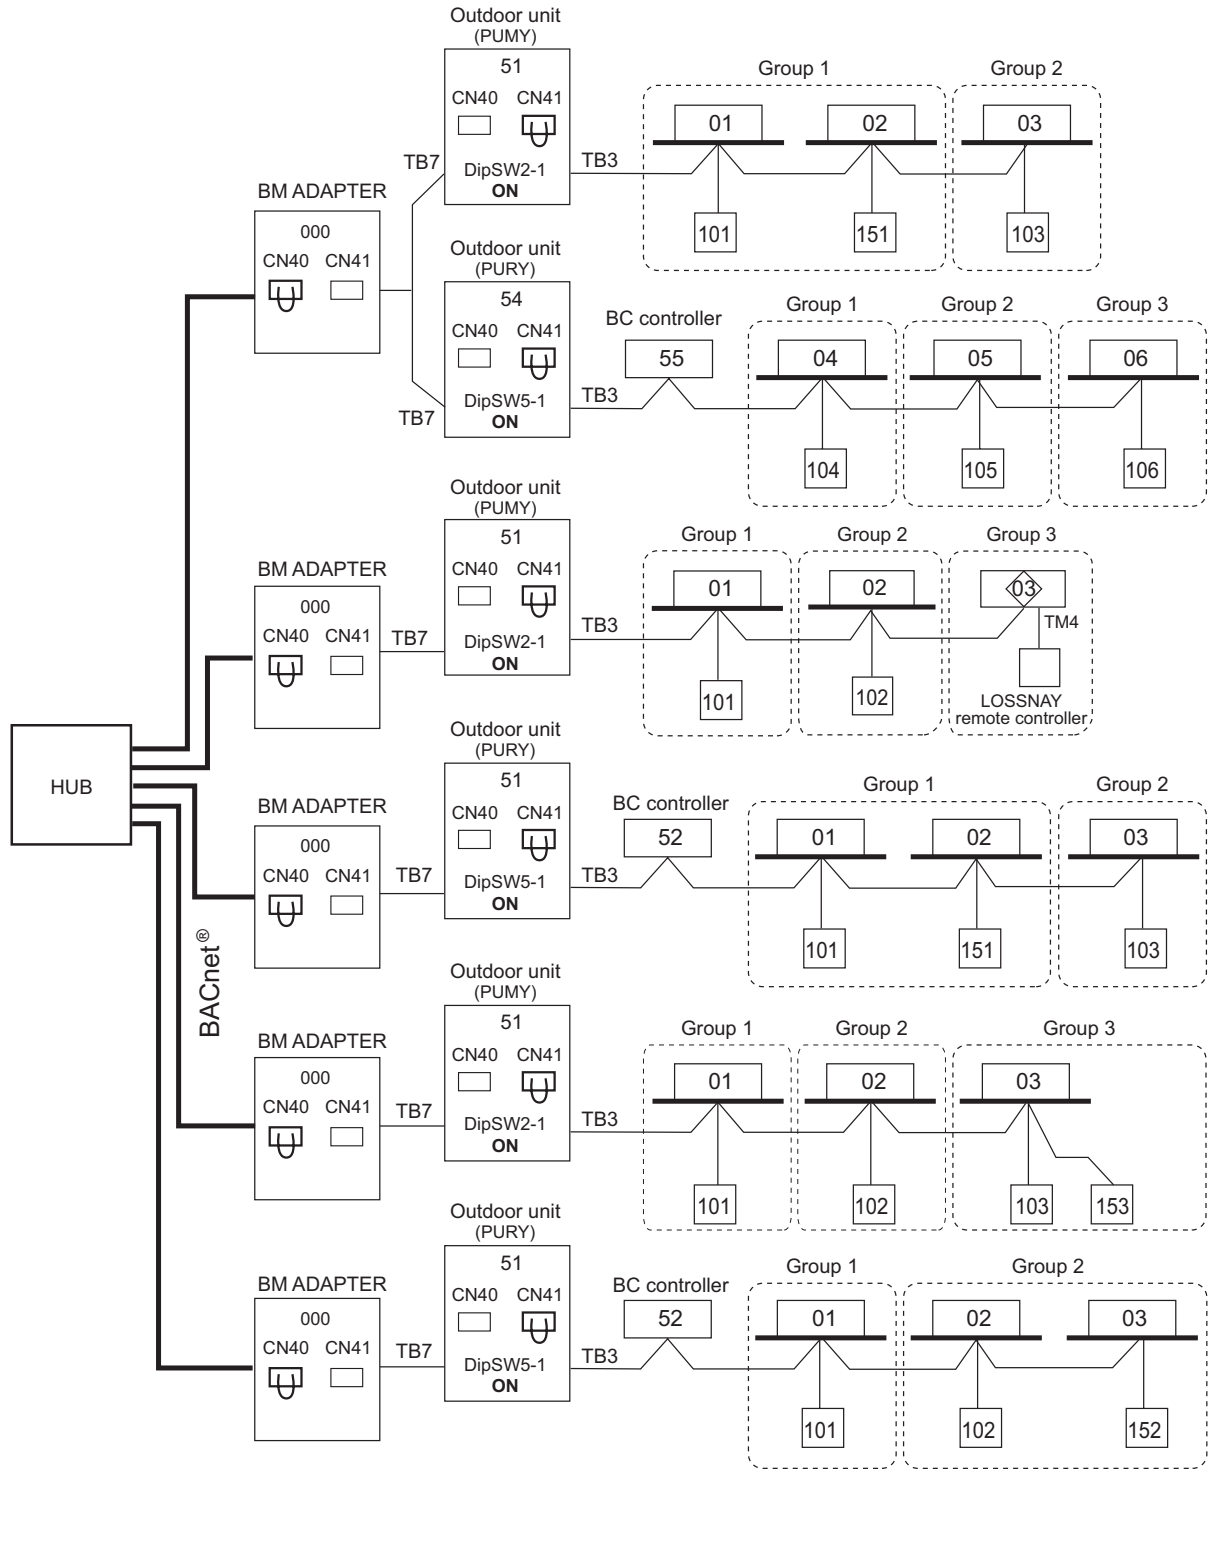 Outdoor unit
(PUMY)
51
CN40 CN41
DipSW2-1
ON
TB7
TB3
Group 1
Group 2
01
02
03
101
151
103
BM ADAPTER
000
CN40 CN41
Outdoor unit
(PURY)
54
CN40 CN41
DipSW5-1
ON
TB7
TB3
BC controller
55
Group 1
Group 2
Group 3
04
05
06
104
105
106
Outdoor unit
(PUMY)
51
CN40 CN41
DipSW2-1
ON
BM ADAPTER
000
CN40 CN41
TB7
TB3
Group 1
Group 2
Group 3
01
02
03
TM4
101
102
LOSSNAY
remote controller
HUB
BACnet®
Outdoor unit
(PURY)
51
CN40 CN41
DipSW5-1
ON
BM ADAPTER
000
CN40 CN41
TB7
TB3
BC controller
52
Group 1
Group 2
01
02
03
101
151
103
Outdoor unit
(PUMY)
51
CN40 CN41
DipSW2-1
ON
BM ADAPTER
000
CN40 CN41
TB7
TB3
Group 1
Group 2
Group 3
01
02
03
101
102
103
153
Outdoor unit
(PURY)
51
CN40 CN41
DipSW5-1
ON
BM ADAPTER
000
CN40 CN41
TB7
TB3
BC controller
52
Group 1
Group 2
01
02
03
101
102
152